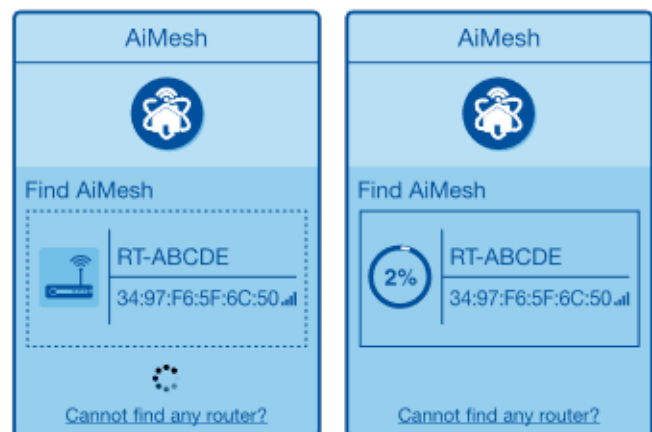 AiMesh
Find AiMesh
RT-ABCDE
34:97:F6:5F:6C:50
Cannot find any router?
AiMesh
Find AiMesh
2%
RT-ABCDE
34:97:F6:5F:6C:50
Cannot find any router?